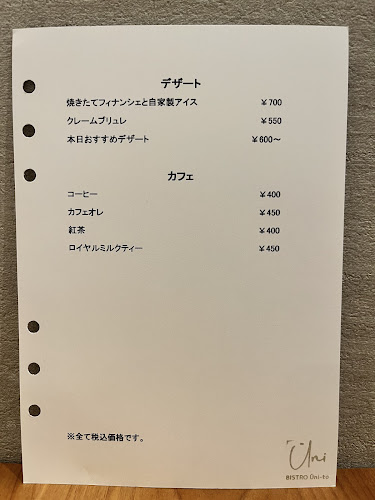 デザート
焼きたてフィナンシェと自家製アイス ￥700
クレームブリュレ ￥550
本日おすすめデザート ￥600～
カフェ
コーヒー ￥400
カフェオレ ￥450
紅茶 ￥400
ロイヤルミルクティー ￥450
※全て税込価格です。
Üni
BISTRO Üni-to